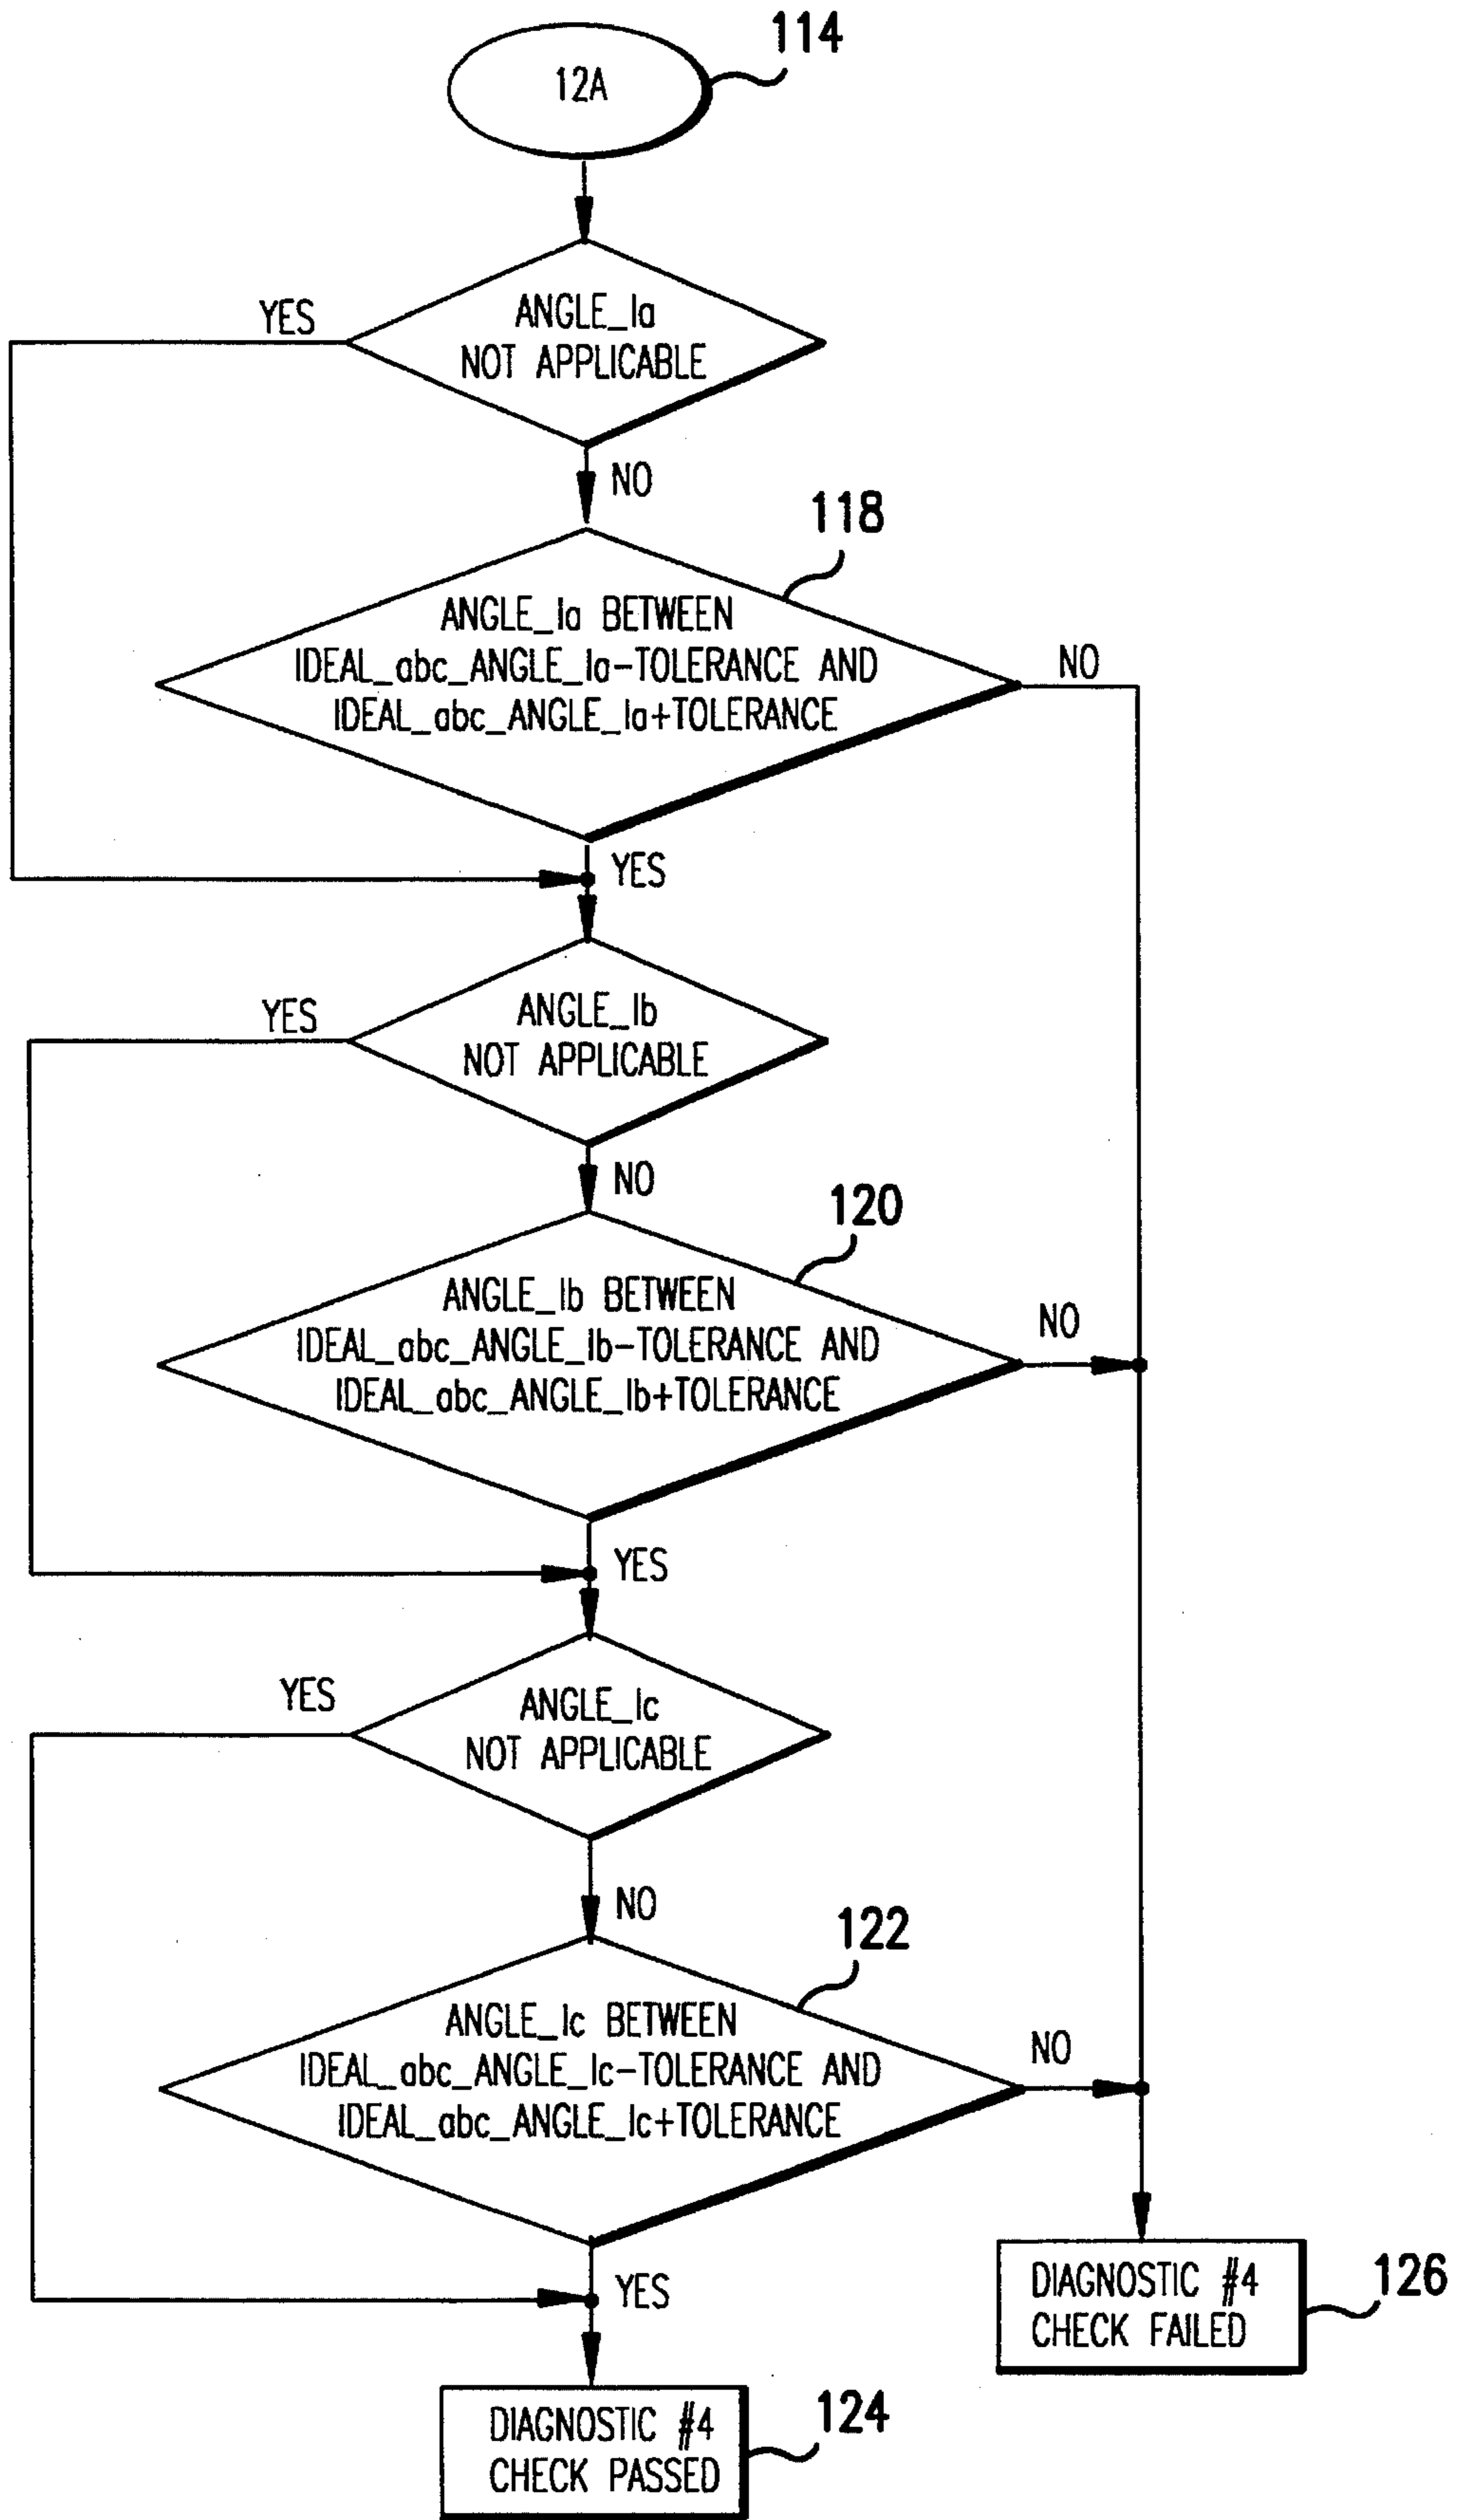 114
12A
YES
ANGLE_Ia
NOT APPLICABLE
NO
118
ANGLE_Ia BETWEEN
IDEAL_abc_ANGLE_Ia-TOLERANCE AND
IDEAL_abc_ANGLE_Ia+TOLERANCE
NO
YES
YES
ANGLE_Ib
NOT APPLICABLE
NO
120
ANGLE_Ib BETWEEN
IDEAL_abc_ANGLE_Ib-TOLERANCE AND
IDEAL_abc_ANGLE_Ib+TOLERANCE
NO
YES
YES
ANGLE_Ic
NOT APPLICABLE
NO
122
ANGLE_Ic BETWEEN
IDEAL_abc_ANGLE_Ic-TOLERANCE AND
IDEAL_abc_ANGLE_Ic+TOLERANCE
NO
YES
DIAGNOSTIC #4
CHECK FAILED
126
DIAGNOSTIC #4
CHECK PASSED
124